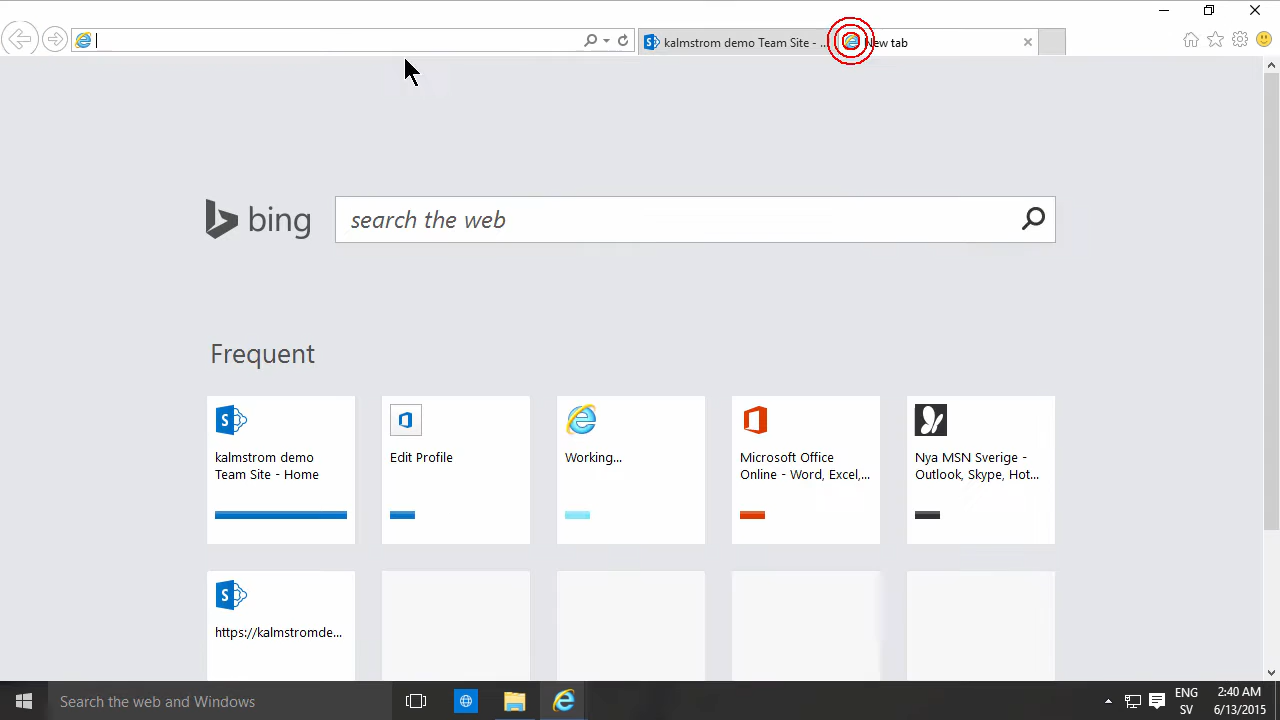 kalmstrom demo Team Site - ...
New tab
bing
search the web
Frequent
kalmstrom demo
Team Site - Home
Edit Profile
Working...
Microsoft Office
Online - Word, Excel,...
Nya MSN Sverige -
Outlook, Skype, Hot...
https://kalmstromde...
Search the web and Windows
ENG
SV
2:40 AM
6/13/2015